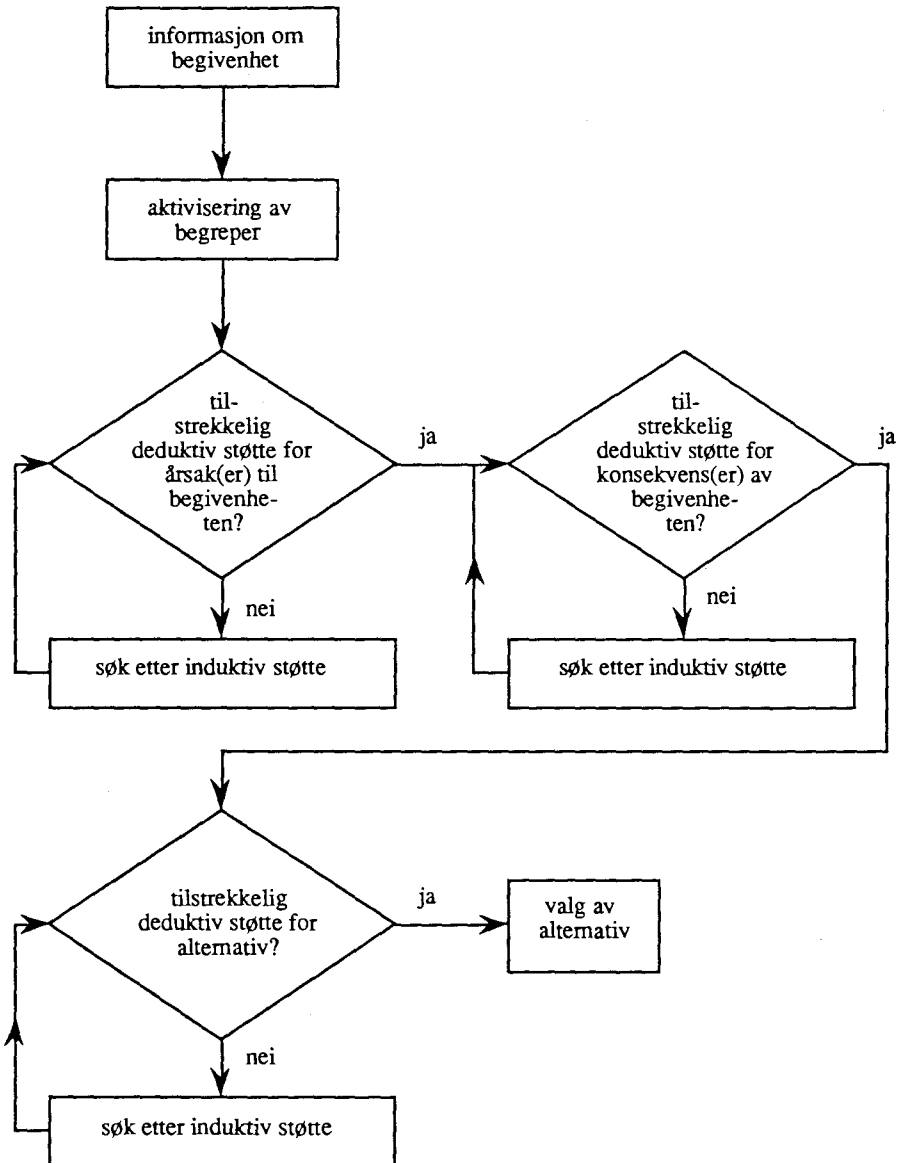 informasjon om
begivenhet
aktivisering av
begreper
til-
strekkelig
deduktiv støtte for
årsak(er) til
begivenhe-
ten?
ja
nei
søk etter induktiv støtte
til-
strekkelig
deduktiv støtte for
konsekvens(er) av
begivenhe-
ten?
ja
nei
søk etter induktiv støtte
tilstrekkelig
deduktiv støtte for
alternativ?
ja
valg av
alternativ
nei
søk etter induktiv støtte